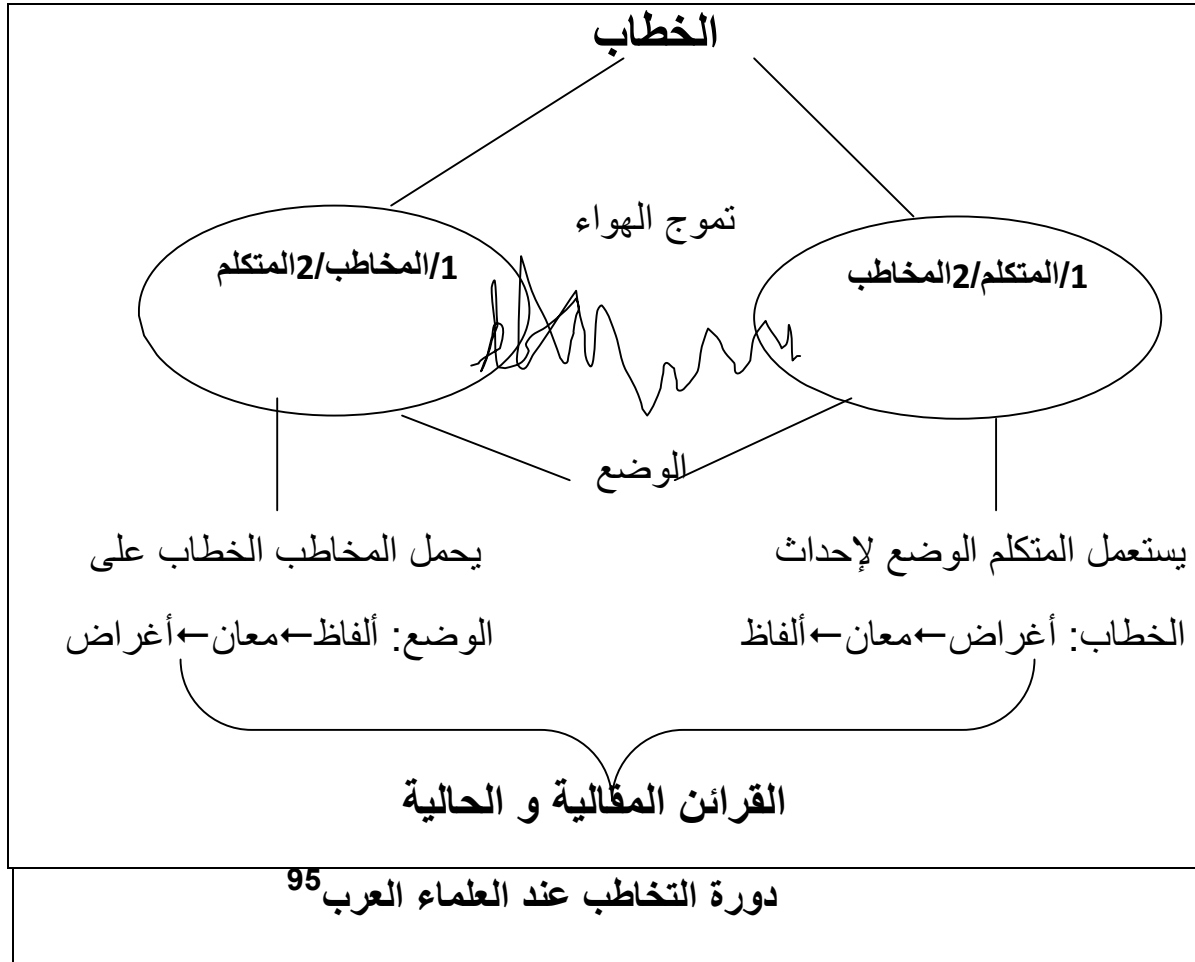 الخطاب
تموج الهواء
1/المتكلم/2المخاطب
1/المخاطب/2المتكلم
الوضع
يستعمل المتكلم الوضع لإحداث
الخطاب: أغراض←معان←ألفاظ
يحمل المخاطب الخطاب على
الوضع: ألفاظ←معان←أغراض
القرائن المقالية و الحالية
دورة التخاطب عند العلماء العرب95